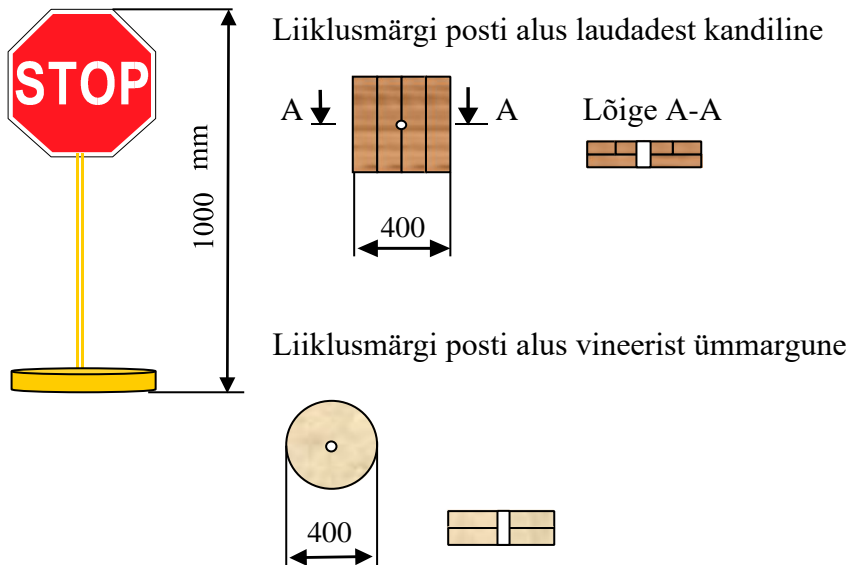 Liiklusmärgi posti alus laudadest kandiline
STOP
A A Lõige A-A
1000 mm
400
Liiklusmärgi posti alus vineerist ümmargune
400